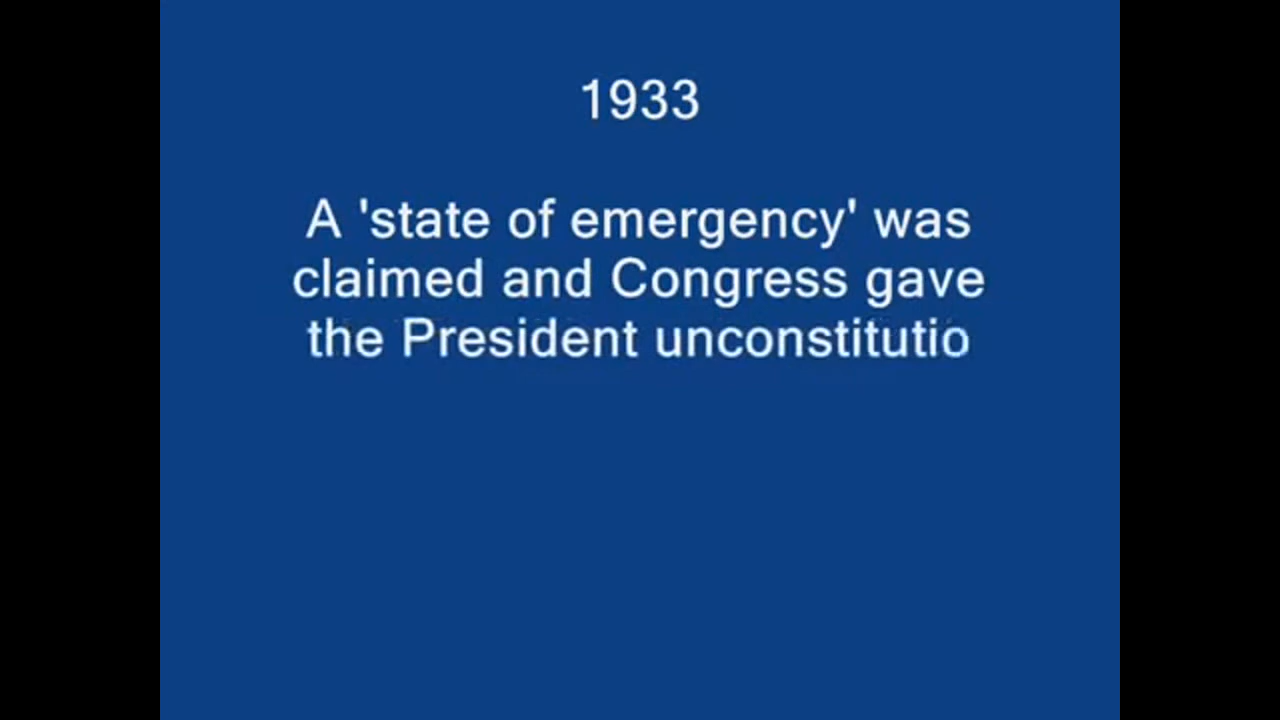 1933
A 'state of emergency' was
claimed and Congress gave
the President unconstitutio